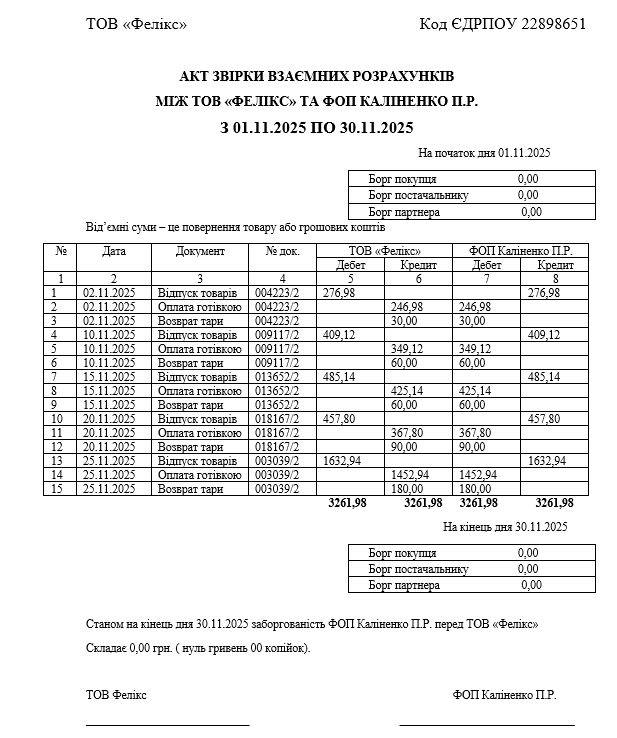 ТОВ «Фелікс» Код ЄДРПОУ 22898651
АКТ ЗВІРКИ ВЗАЄМНИХ РОЗРАХУНКІВ
МІЖ ТОВ «ФЕЛІКС» ТА ФОП КАЛІНЕНКО П.Р.
З 01.11.2025 ПО 30.11.2025
На початок дня 01.11.2025
Борг покупця 0,00
Борг постачальнику 0,00
Борг партнера 0,00
Від’ємні суми – це повернення товару або грошових коштів
№ Дата Документ № док. ТОВ «Фелікс» ФОП Каліненко П.Р.
Дебет Кредит Дебет Кредит
1 2 3 4 5 6 7 8
1 02.11.2025 Відпуск товарів 004223/2 276,98 276,98
2 02.11.2025 Оплата готівкою 004223/2 246,98 246,98
3 02.11.2025 Возврат тари 004223/2 30,00 30,00
4 10.11.2025 Відпуск товарів 009117/2 409,12 409,12
5 10.11.2025 Оплата готівкою 009117/2 349,12 349,12
6 10.11.2025 Возврат тари 009117/2 60,00 60,00
7 15.11.2025 Відпуск товарів 013652/2 485,14 485,14
8 15.11.2025 Оплата готівкою 013652/2 425,14 425,14
9 15.11.2025 Возврат тари 013652/2 60,00 60,00
10 20.11.2025 Відпуск товарів 018167/2 457,80 457,80
11 20.11.2025 Оплата готівкою 018167/2 367,80 367,80
12 20.11.2025 Возврат тари 018167/2 90,00 90,00
13 25.11.2025 Відпуск товарів 003039/2 1632,94 1632,94
14 25.11.2025 Оплата готівкою 003039/2 1452,94 1452,94
15 25.11.2025 Возврат тари 003039/2 180,00 180,00
3261,98 3261,98 3261,98 3261,98
На кінець дня 30.11.2025
Борг покупця 0,00
Борг постачальнику 0,00
Борг партнера 0,00
Станом на кінець дня 30.11.2025 заборгованість ФОП Каліненко П.Р. перед ТОВ «Фелікс»
Складає 0,00 грн. ( нуль гривень 00 копійок).
ТОВ Фелікс ФОП Каліненко П.Р.